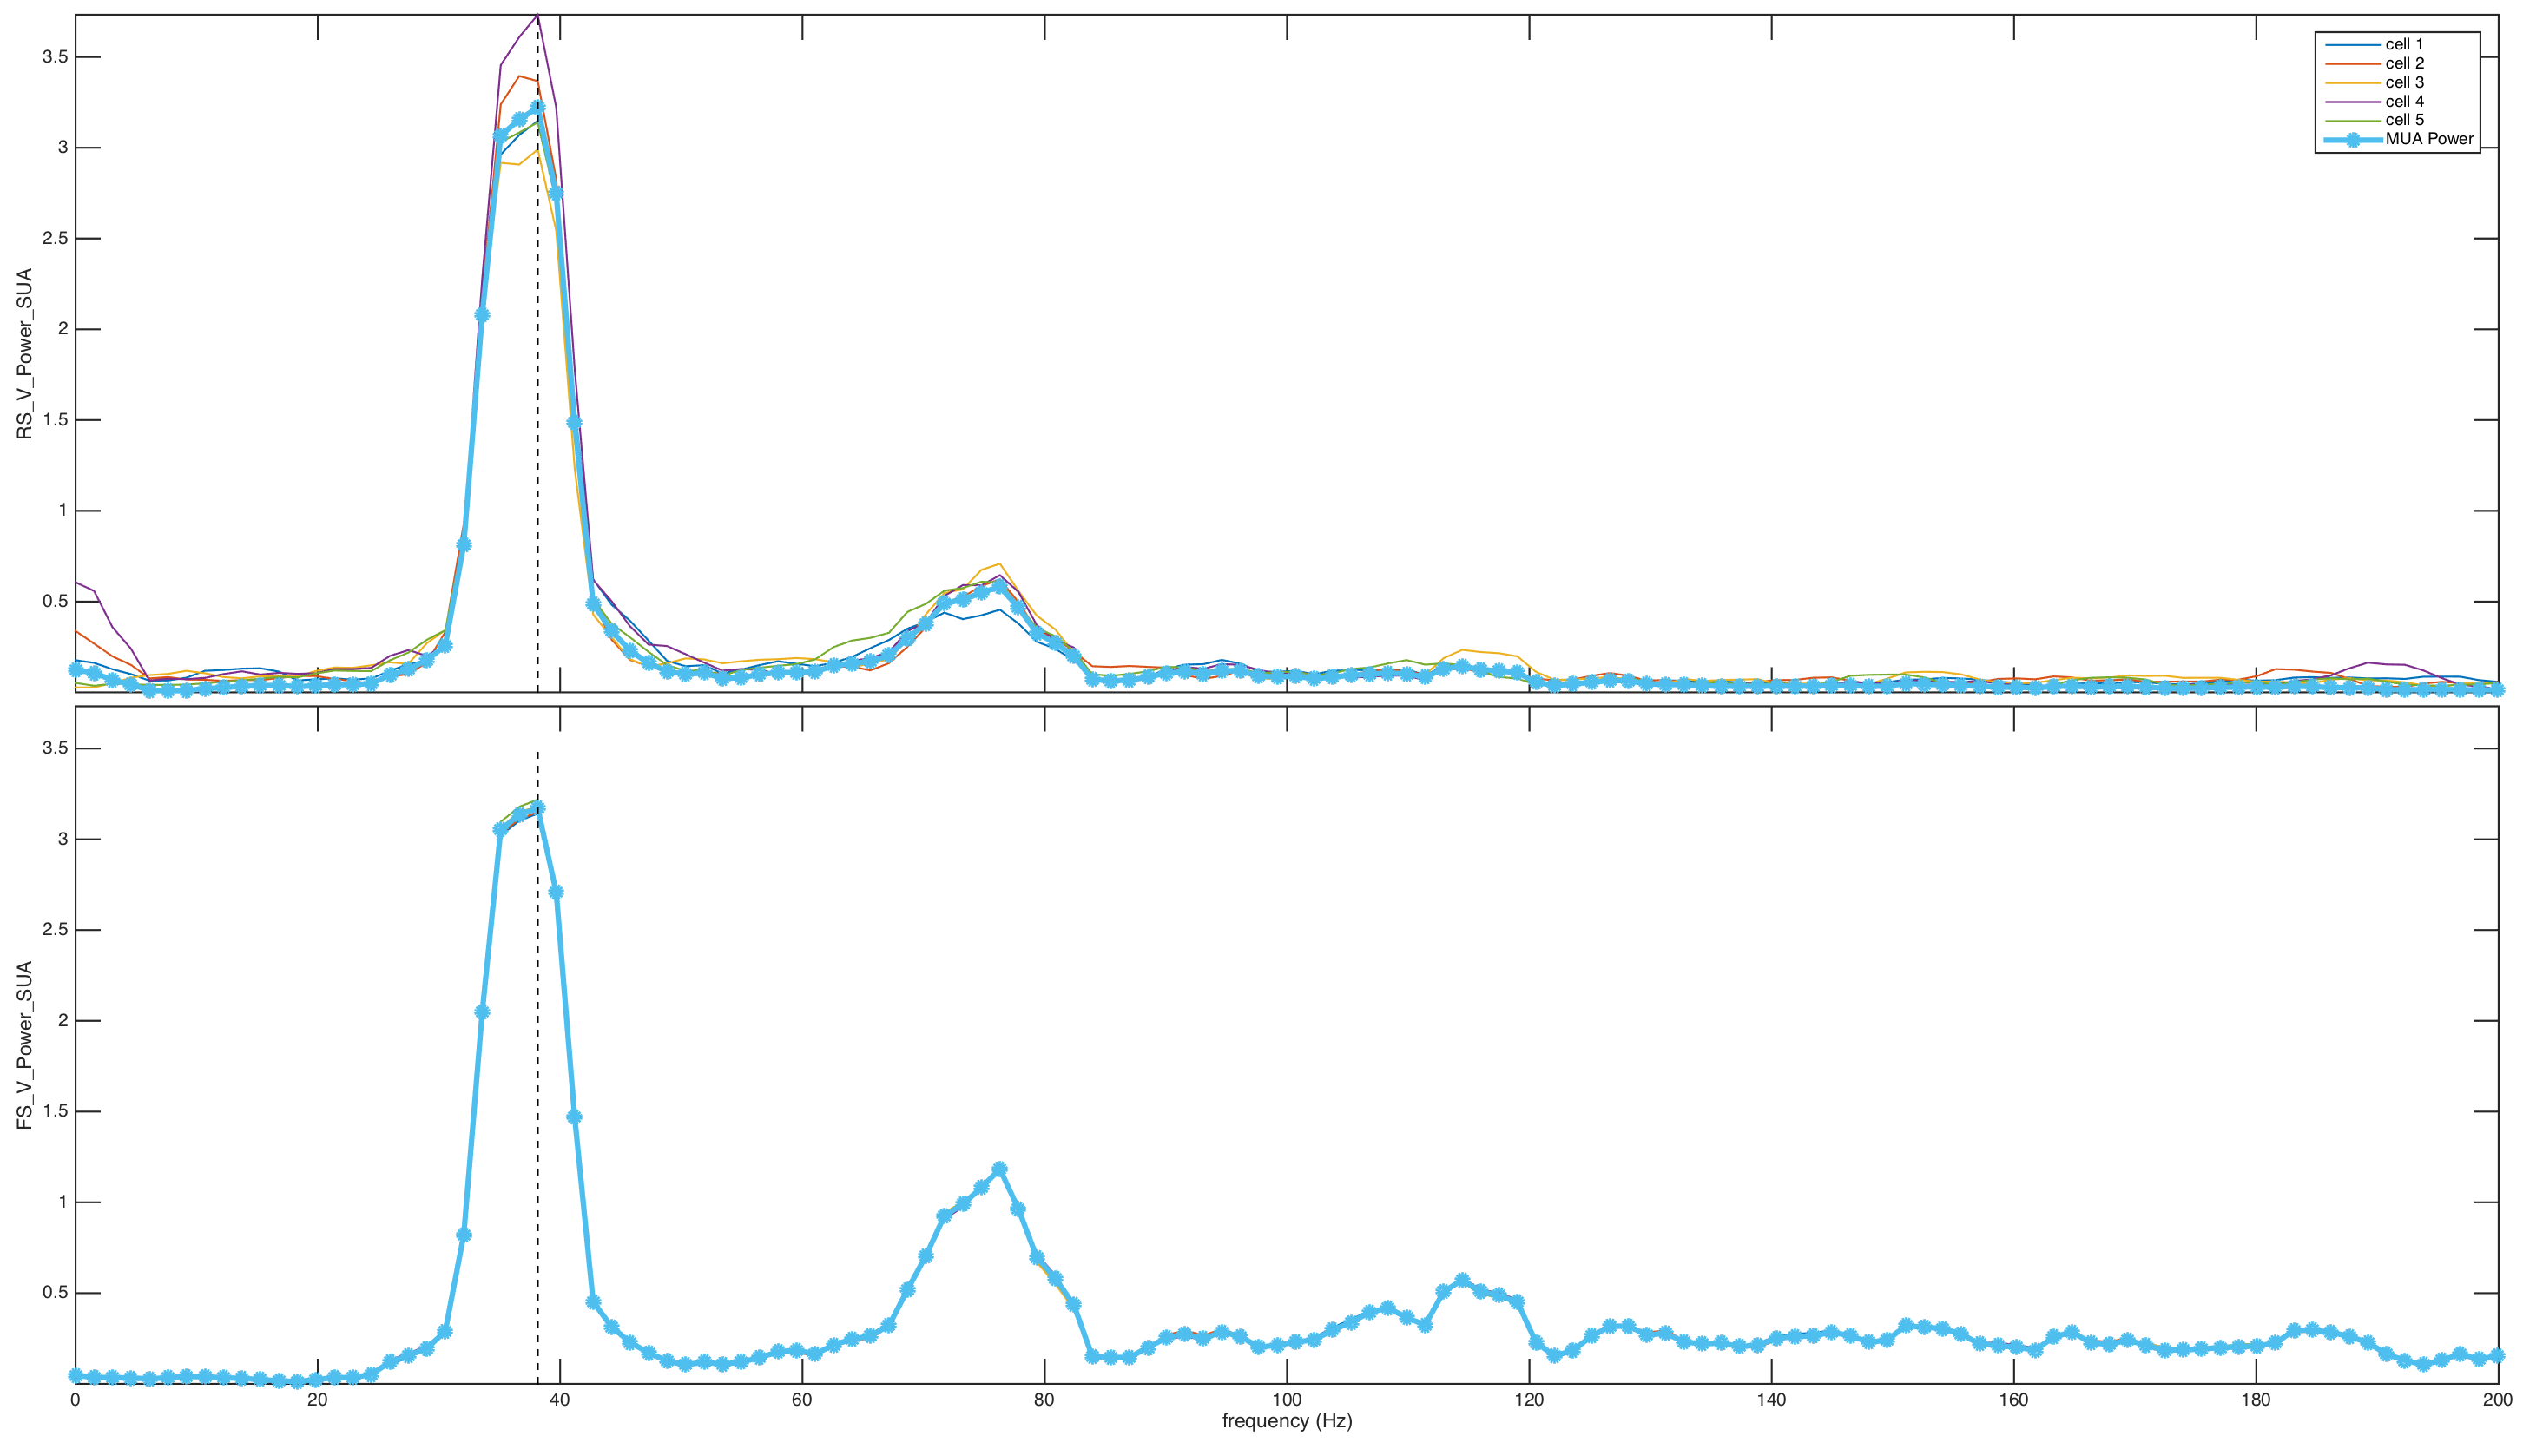 3.5
3
2.5
2
1.5
1
0.5
RS_V_Power_SUA
cell 1
cell 2
cell 3
cell 4
cell 5
MUA Power
3.5
3
2.5
2
1.5
1
0.5
FS_V_Power_SUA
0 20 40 60 80 100 120 140 160 180 200
frequency (Hz)